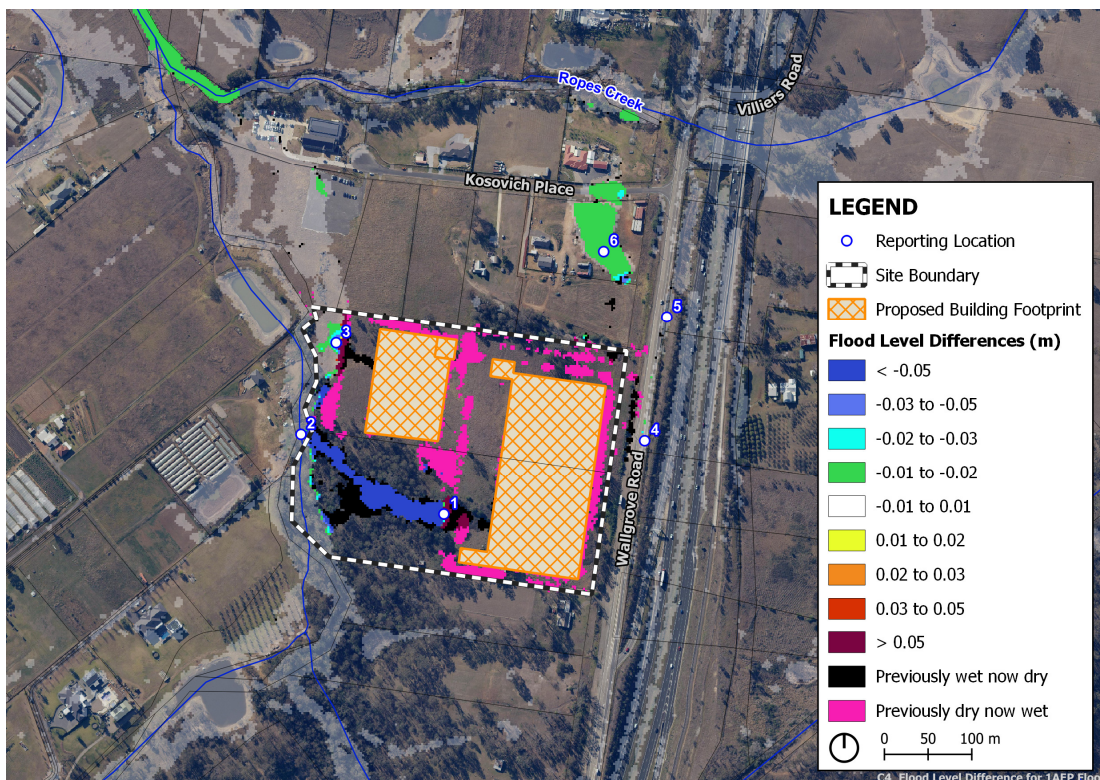 Ropes Creek
Villiers Road
Kosovich Place
6
5
3
2
4
1
Wallgrove Road
LEGEND
Reporting Location
Site Boundary
Proposed Building Footprint
Flood Level Differences (m)
< -0.05
-0.03 to -0.05
-0.02 to -0.03
-0.01 to -0.02
-0.01 to 0.01
0.01 to 0.02
0.02 to 0.03
0.03 to 0.05
> 0.05
Previously wet now dry
Previously dry now wet
0 50 100 m
C4 Flood Level Difference for 1AEP